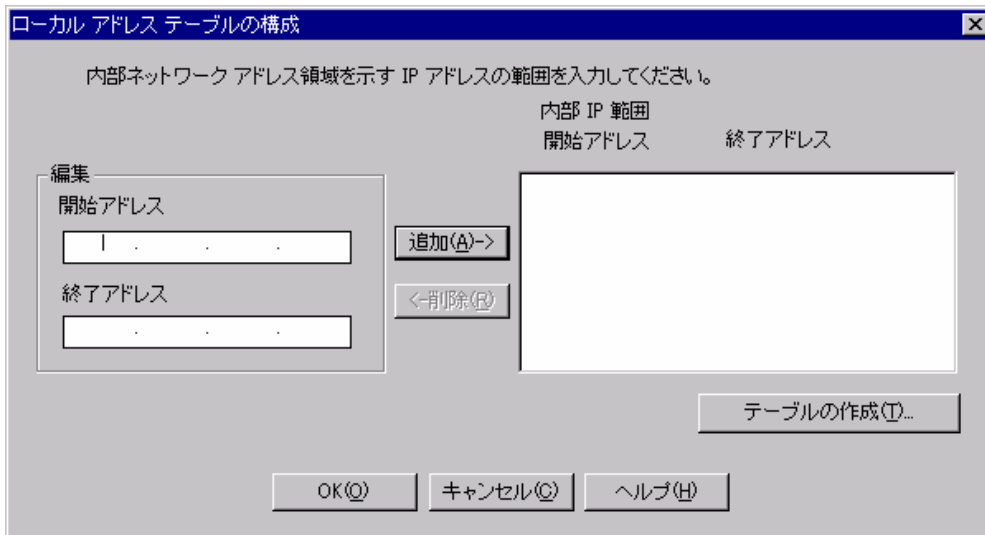 ローカル アドレス テーブルの構成
内部ネットワーク アドレス領域を示す IP アドレスの範囲を入力してください。
内部 IP 範囲
開始アドレス 終了アドレス
編集
開始アドレス
. . .
追加(A)->
終了アドレス
<-削除(R)
. . .
テーブルの作成(T)...
OK(O) キャンセル(C) ヘルプ(H)